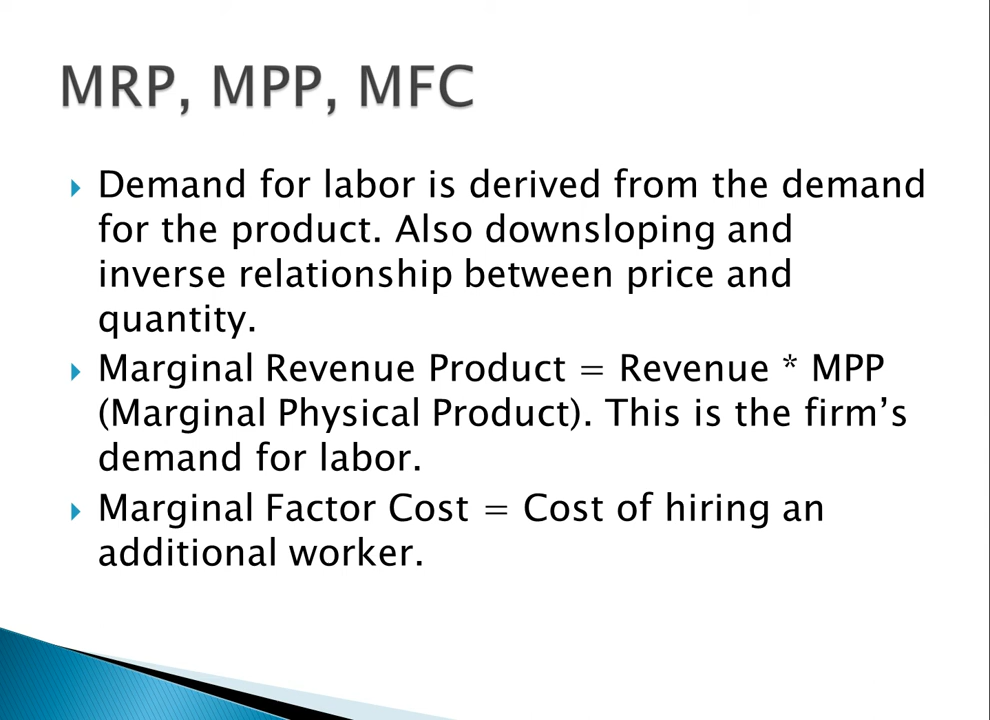 MRP, MPP, MFC
Demand for labor is derived from the demand
for the product. Also downsloping and
inverse relationship between price and
quantity.
Marginal Revenue Product = Revenue * MPP
(Marginal Physical Product). This is the firm’s
demand for labor.
Marginal Factor Cost = Cost of hiring an
additional worker.